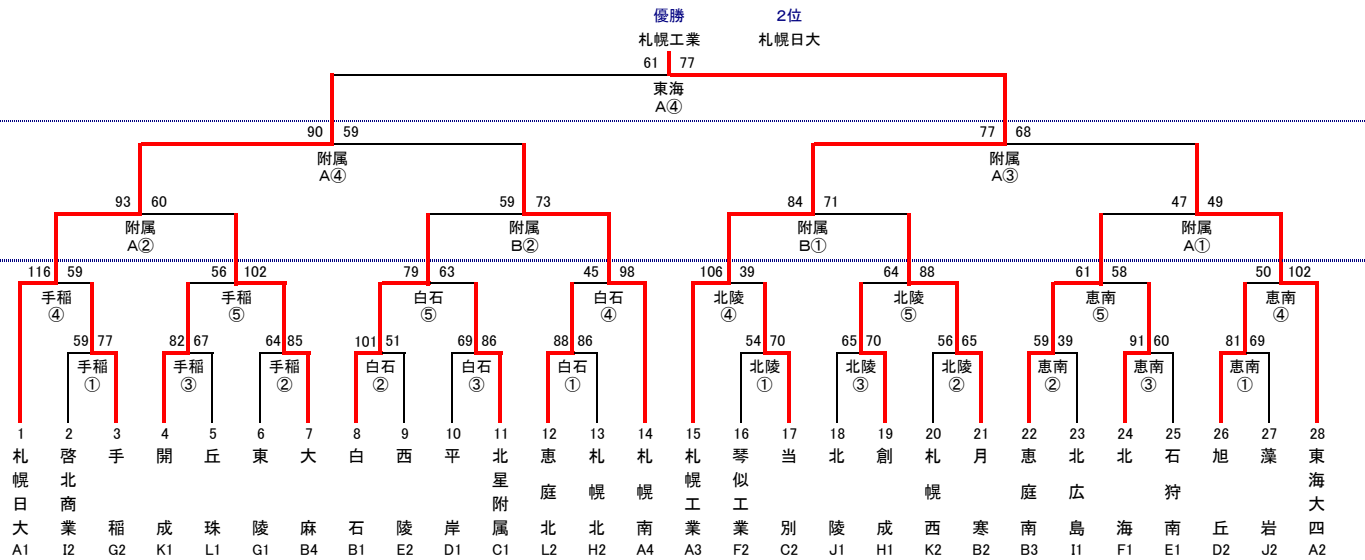 優勝 2位
札幌工業 札幌日大
61 77
東海
A④
90 59 77 68
附属 附属
A④ A③
93 60 59 73 84 71 47 49
附属 附属 附属 附属
A② B② B① A①
116 59 56 102 79 63 45 98 106 39 64 88 61 58 50 102
手稲 手稲 白石 白石 北陵 北陵 恵南 恵南
④ ⑤ ⑤ ④ ④ ⑤ ⑤ ④
59 77 82 67 64 85 101 51 69 86 88 86 54 70 65 70 56 65 59 39 91 60 81 69
手稲 手稲 手稲 白石 白石 白石 北陵 北陵 北陵 恵南 恵南 恵南
① ③ ② ② ③ ① ① ③ ② ② ③ ①
1 2 3 4 5 6 7 8 9 10 11 12 13 14 15 16 17 18 19 20 21 22 23 24 25 26 27 28
札幌日大 啓北商業 手稲 開成 丘珠 東陵 大麻 白石 西陵 平岸 北星附属 恵庭北 札幌北 札幌南 札幌工業 琴似工業 当別 北陵 創成 札幌西 月寒 恵庭南 北広島 北海 石狩南 旭丘 藻岩 東海大四
A1 I2 G2 K1 L1 G1 B4 B1 E2 D1 C1 L2 H2 A4 A3 F2 C2 J1 H1 K2 B2 B3 I1 F1 E1 D2 J2 A2